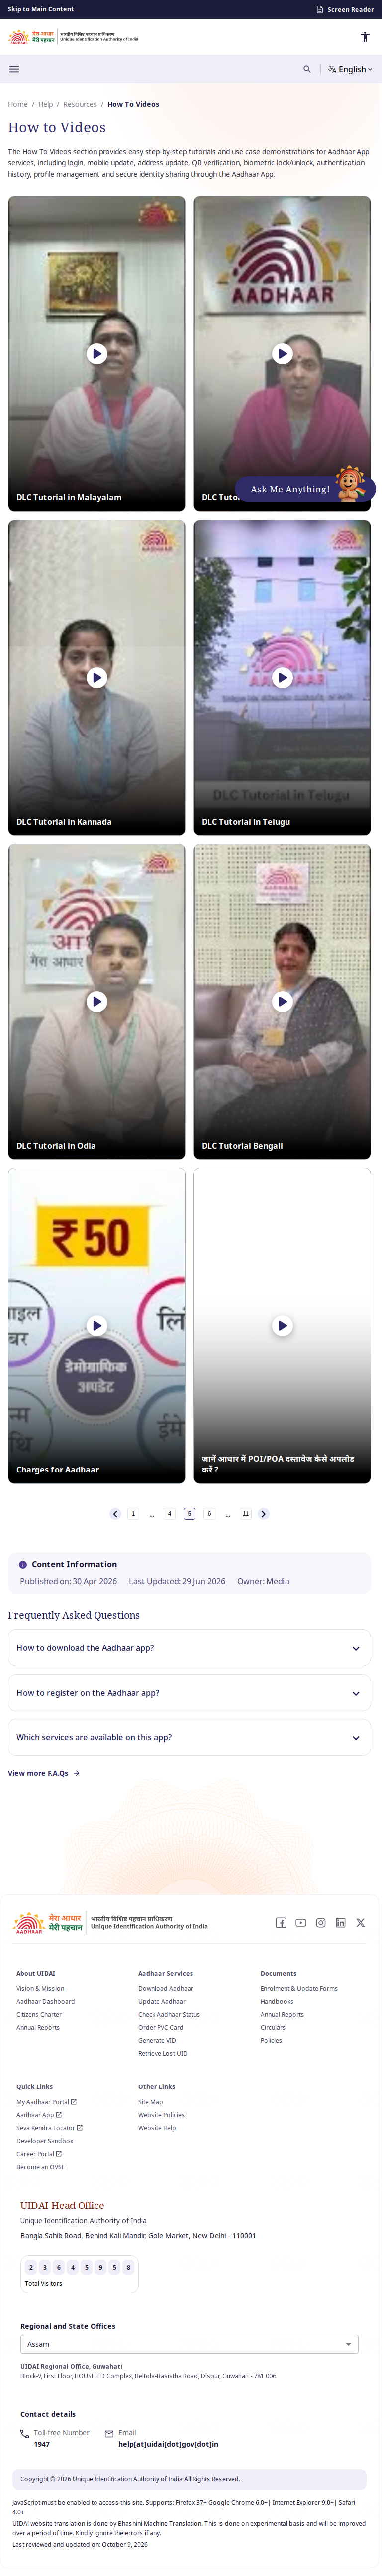 Skip to Main Content
Screen Reader
मेरा आधार
मेरी पहचान
भारतीय विशिष्ट पहचान प्राधिकरण
Unique Identification Authority of India
English
Home / Help / Resources / How To Videos
How to Videos
The How To Videos section provides easy step-by-step tutorials and use case demonstrations for Aadhaar App
services, including login, mobile update, address update, QR verification, biometric lock/unlock, authentication
history, profile management and secure identity sharing through the Aadhaar App.
AADHAAR
DLC Tutorial in Malayalam
DLC Tutor
Ask Me Anything!
DLC Tutorial in Kannada
AADHAAR
DLC Tutorial in Telugu
DLC Tutorial in Telugu
मेरा आधार, मेरी
DLC Tutorial in Odia
AADHAAR
DLC Tutorial Bengali
₹ 50
डेमोग्राफिक
अपडेट
Charges for Aadhaar
जानें आधार में POI/POA दस्तावेज कैसे अपलोड
करें ?
1 ... 4 5 6 ... 11
Content Information
Published on: 30 Apr 2026 Last Updated: 29 Jun 2026 Owner: Media
Frequently Asked Questions
How to download the Aadhaar app?
How to register on the Aadhaar app?
Which services are available on this app?
View more F.A.Qs
मेरा आधार
मेरी पहचान
भारतीय विशिष्ट पहचान प्राधिकरण
Unique Identification Authority of India
About UIDAI
Vision & Mission
Aadhaar Dashboard
Citizens Charter
Annual Reports
Aadhaar Services
Download Aadhaar
Update Aadhaar
Check Aadhaar Status
Order PVC Card
Generate VID
Retrieve Lost UID
Documents
Enrolment & Update Forms
Handbooks
Annual Reports
Circulars
Policies
Quick Links
My Aadhaar Portal
Aadhaar App
Seva Kendra Locator
Developer Sandbox
Career Portal
Become an OVSE
Other Links
Site Map
Website Policies
Website Help
UIDAI Head Office
Unique Identification Authority of India
Bangla Sahib Road, Behind Kali Mandir, Gole Market, New Delhi - 110001
2 3 6 4 5 9 5 8
Total Visitors
Regional and State Offices
Assam
UIDAI Regional Office, Guwahati
Block-V, First Floor, HOUSEFED Complex, Beltola-Basistha Road, Dispur, Guwahati - 781 006
Contact details
Toll-free Number
1947
Email
help[at]uidai[dot]gov[dot]in
Copyright © 2026 Unique Identification Authority of India All Rights Reserved.
JavaScript must be enabled to access this site. Supports: Firefox 37+ Google Chrome 6.0+| Internet Explorer 9.0+| Safari
4.0+
UIDAI website translation is done by Bhashini Machine Translation. This is done on experimental basis and will be improved
over a period of time. Kindly ignore the errors if any.
Last reviewed and updated on: October 9, 2026